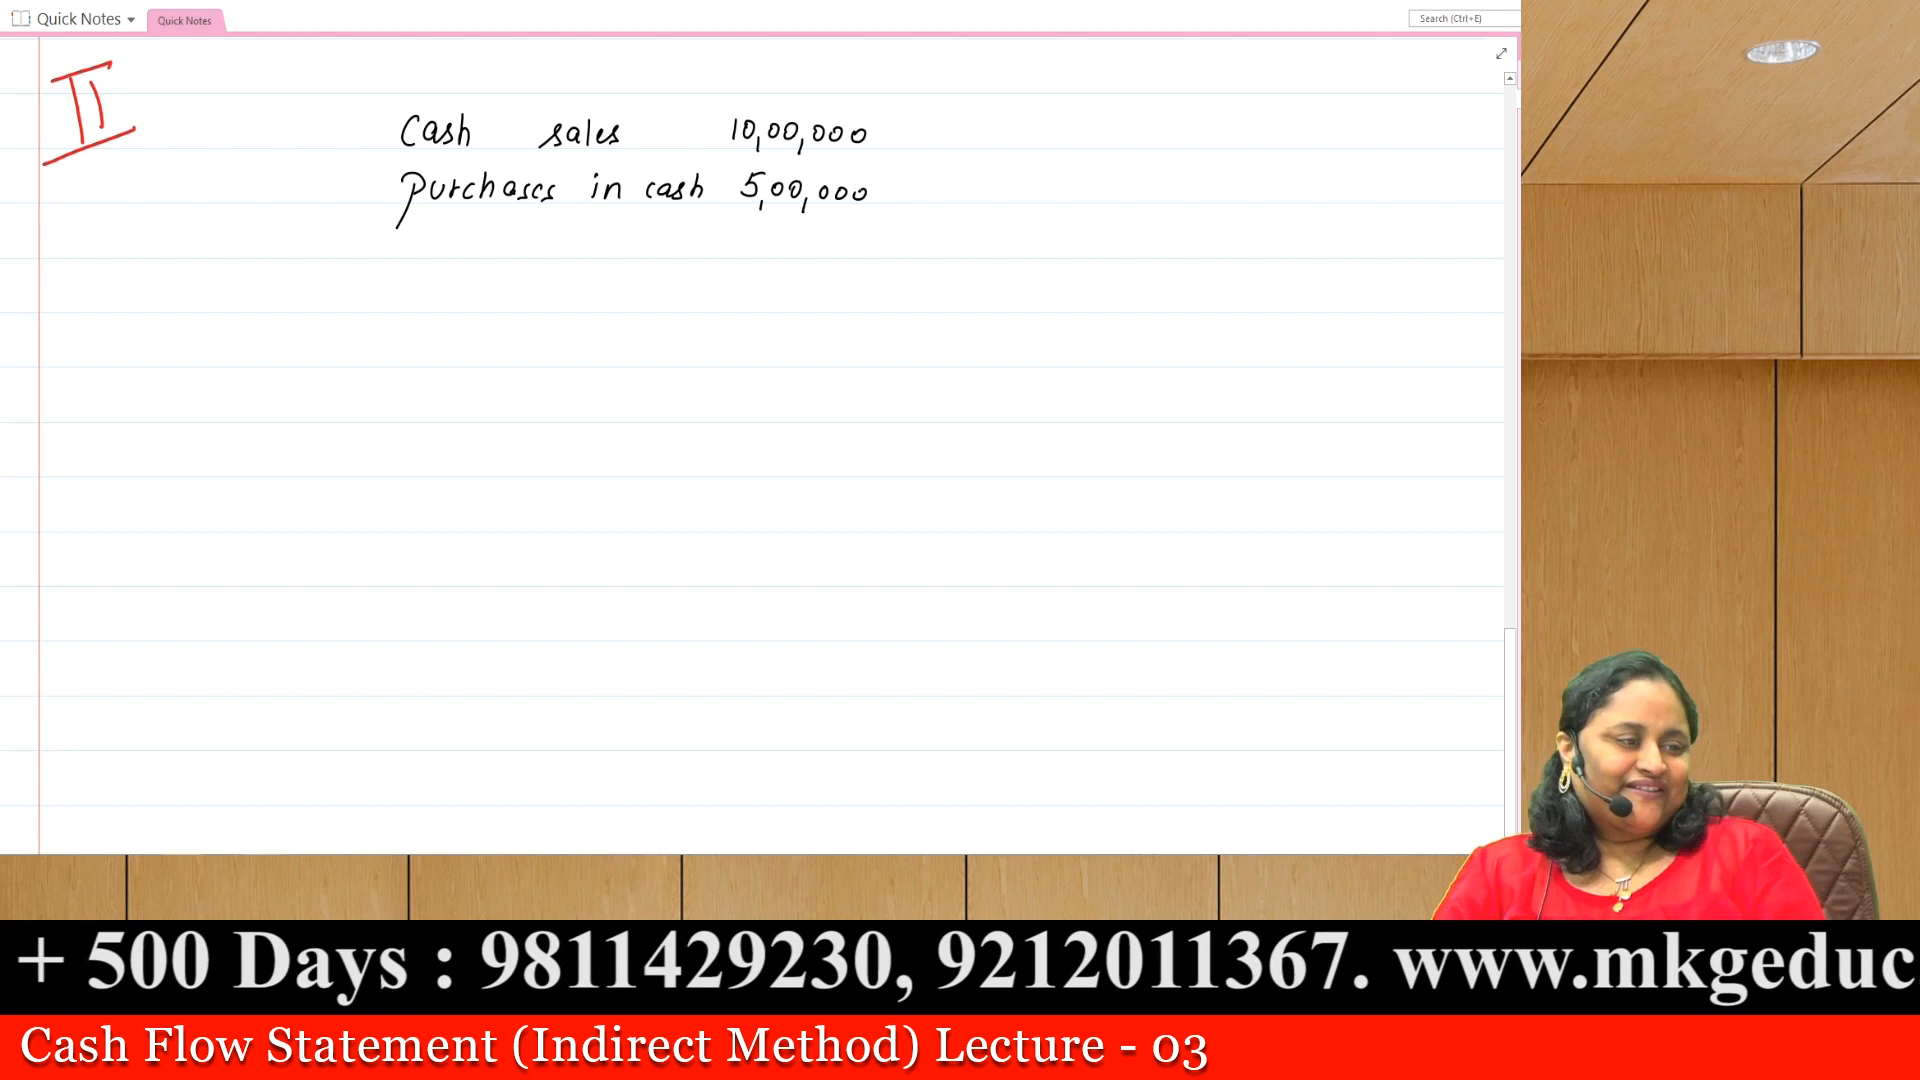 Quick Notes
Quick Notes
Search (Ctrl+E)
II
Cash sales 10,00,000
Purchases in cash 5,00,000
+ 500 Days : 9811429230, 9212011367. www.mkgeduc
Cash Flow Statement (Indirect Method) Lecture - 03